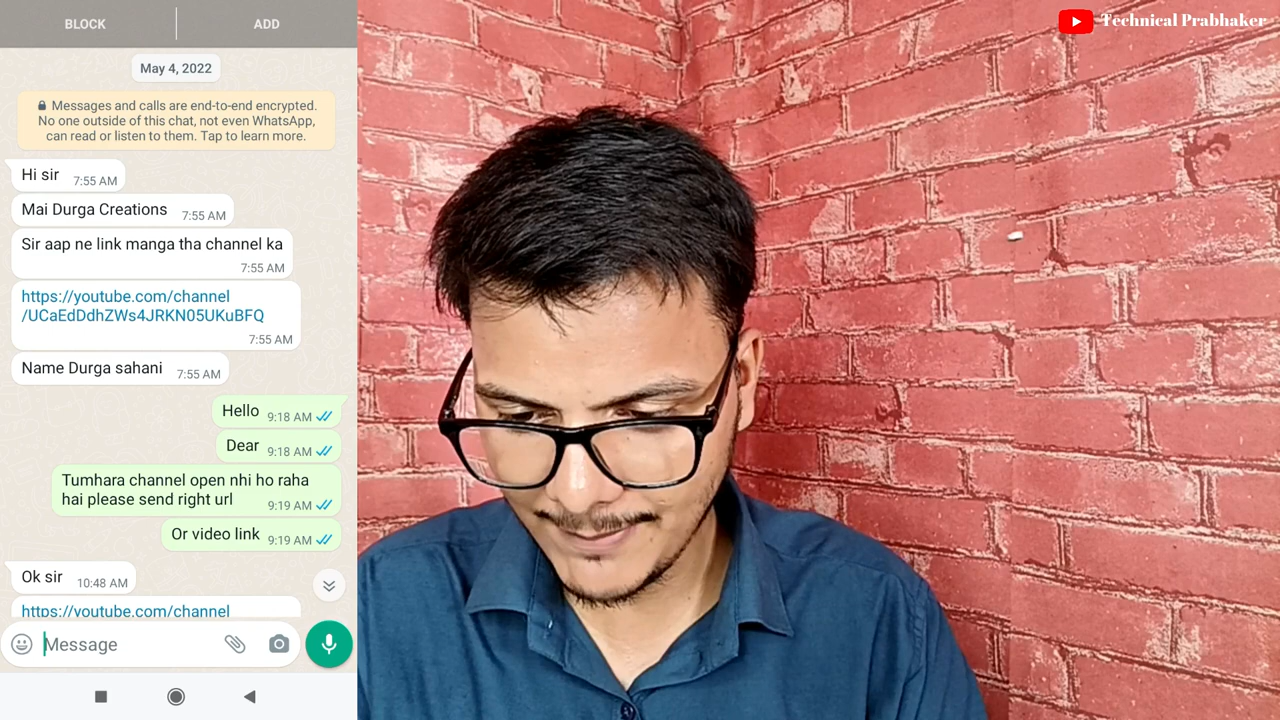 BLOCK
ADD
Technical Prabhaker
May 4, 2022
Messages and calls are end-to-end encrypted.
No one outside of this chat, not even WhatsApp,
can read or listen to them. Tap to learn more.
Hi sir 7:55 AM
Mai Durga Creations 7:55 AM
Sir aap ne link manga tha channel ka
7:55 AM
https://youtube.com/channel
/UCaEdDdhZWs4JRKN05UKuBFQ
7:55 AM
Name Durga sahani 7:55 AM
Hello 9:18 AM
Dear 9:18 AM
Tumhara channel open nhi ho raha
hai please send right url 9:19 AM
Or video link 9:19 AM
Ok sir 10:48 AM
https://youtube.com/channel
Message